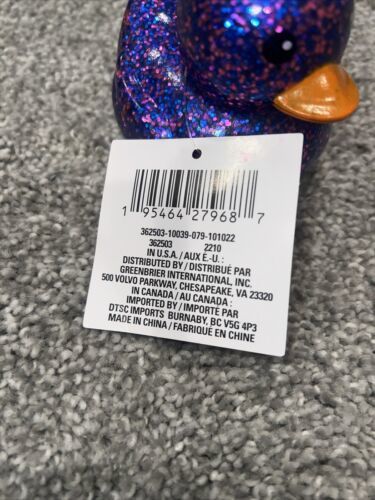 1 95464 27968 7
362503-10039-079-101022
362503 2210
IN U.S.A. / AUX É.-U. :
DISTRIBUTED BY / DISTRIBUÉ PAR
GREENBRIER INTERNATIONAL, INC.
500 VOLVO PARKWAY, CHESAPEAKE, VA 23320
IN CANADA / AU CANADA :
IMPORTED BY / IMPORTÉ PAR
DTSC IMPORTS BURNABY, BC V5G 4P3
MADE IN CHINA / FABRIQUÉ EN CHINE